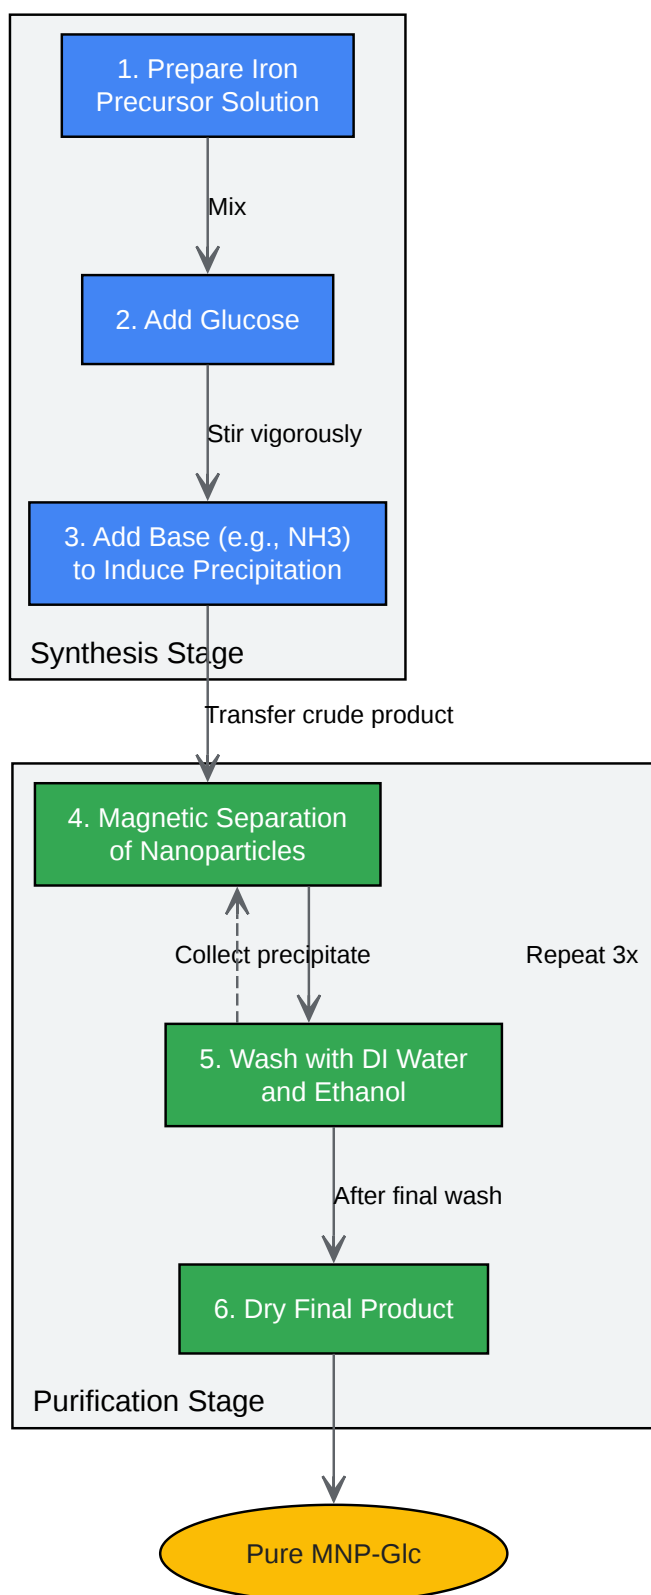 1. Prepare Iron
Precursor Solution
Mix
2. Add Glucose
Stir vigorously
3. Add Base (e.g., NH3)
to Induce Precipitation
Synthesis Stage
Transfer crude product
4. Magnetic Separation
of Nanoparticles
Collect precipitate
Repeat 3x
5. Wash with DI Water
and Ethanol
After final wash
6. Dry Final Product
Purification Stage
Pure MNP-Glc